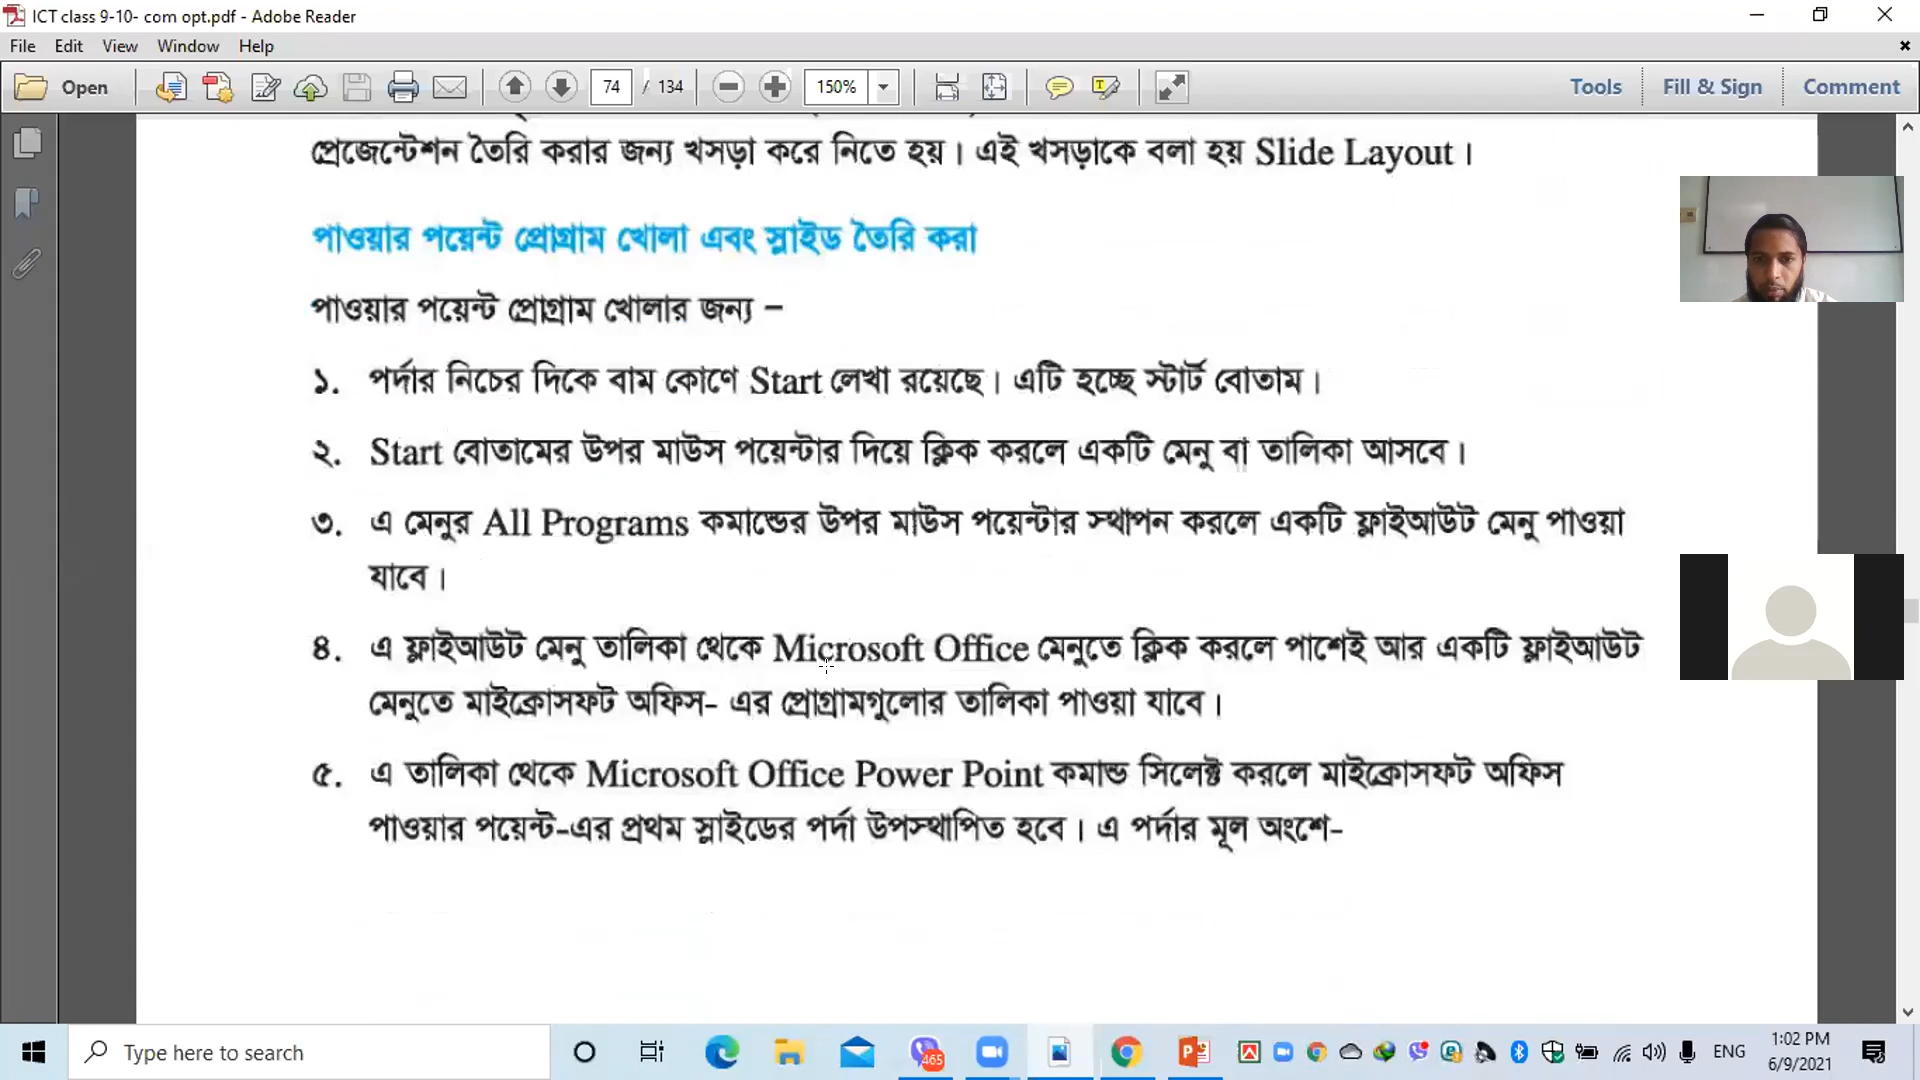 ICT class 9-10- com opt.pdf - Adobe Reader
File Edit View Window Help
Open 74 / 134 150% Tools Fill & Sign Comment
প্রেজেন্টেশন তৈরি করার জন্য খসড়া করে নিতে হয়। এই খসড়াকে বলা হয় Slide Layout।
পাওয়ার পয়েন্ট প্রোগ্রাম খোলা এবং স্লাইড তৈরি করা
পাওয়ার পয়েন্ট প্রোগ্রাম খোলার জন্য –
১. পর্দার নিচের দিকে বাম কোণে Start লেখা রয়েছে। এটি হচ্ছে স্টার্ট বোতাম।
২. Start বোতামের উপর মাউস পয়েন্টার দিয়ে ক্লিক করলে একটি মেনু বা তালিকা আসবে।
৩. এ মেনুর All Programs কমান্ডের উপর মাউস পয়েন্টার স্থাপন করলে একটি ফ্লাইআউট মেনু পাওয়া
যাবে।
৪. এ ফ্লাইআউট মেনু তালিকা থেকে Microsoft Office মেনুতে ক্লিক করলে পাশেই আর একটি ফ্লাইআউট
মেনুতে মাইক্রোসফট অফিস- এর প্রোগ্রামগুলোর তালিকা পাওয়া যাবে।
৫. এ তালিকা থেকে Microsoft Office Power Point কমান্ড সিলেক্ট করলে মাইক্রোসফট অফিস
পাওয়ার পয়েন্ট-এর প্রথম স্লাইডের পর্দা উপস্থাপিত হবে। এ পর্দার মূল অংশে-
Type here to search 465 ENG 1:02 PM
6/9/2021